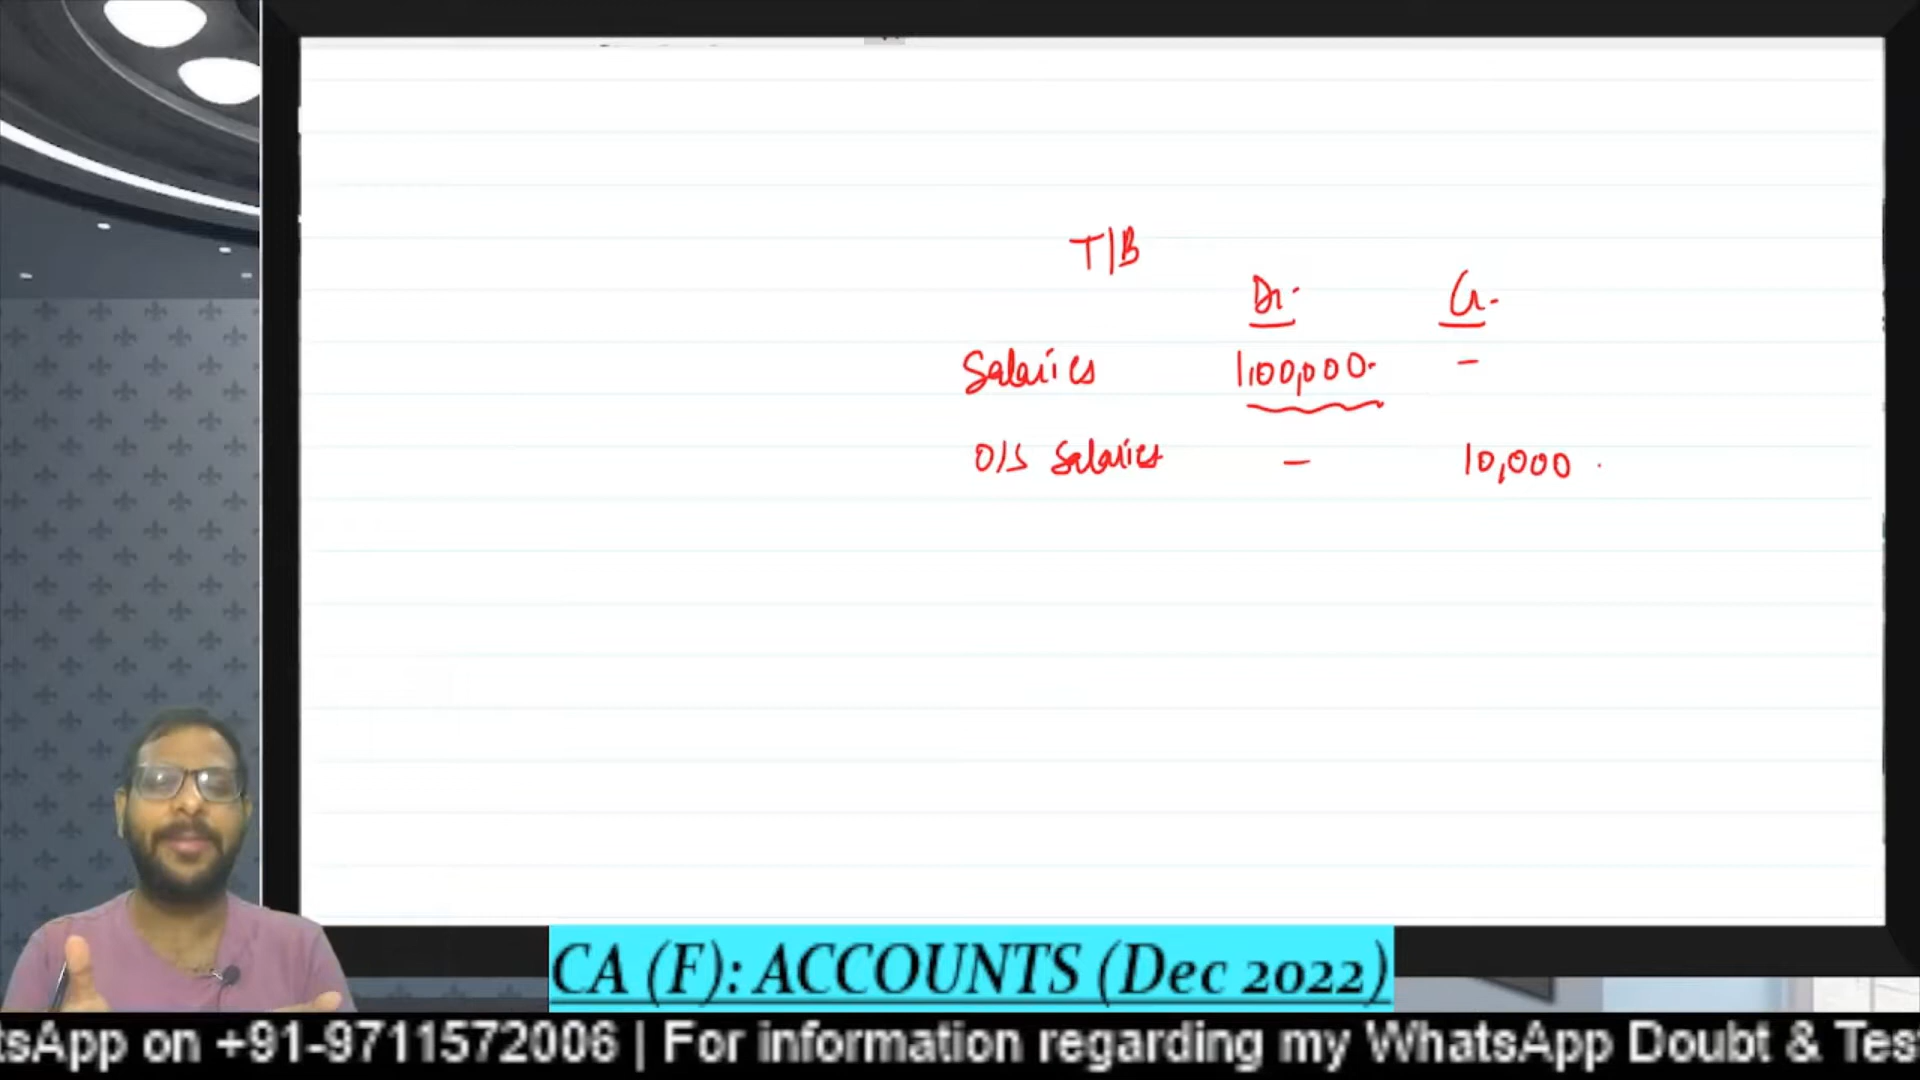 T/B
Dr. Cr.
Salaries 1,00,000. -
O/S Salaries - 10,000
CA (F): ACCOUNTS (Dec 2022)
tsApp on +91-9711572006 | For information regarding my WhatsApp Doubt & Tes